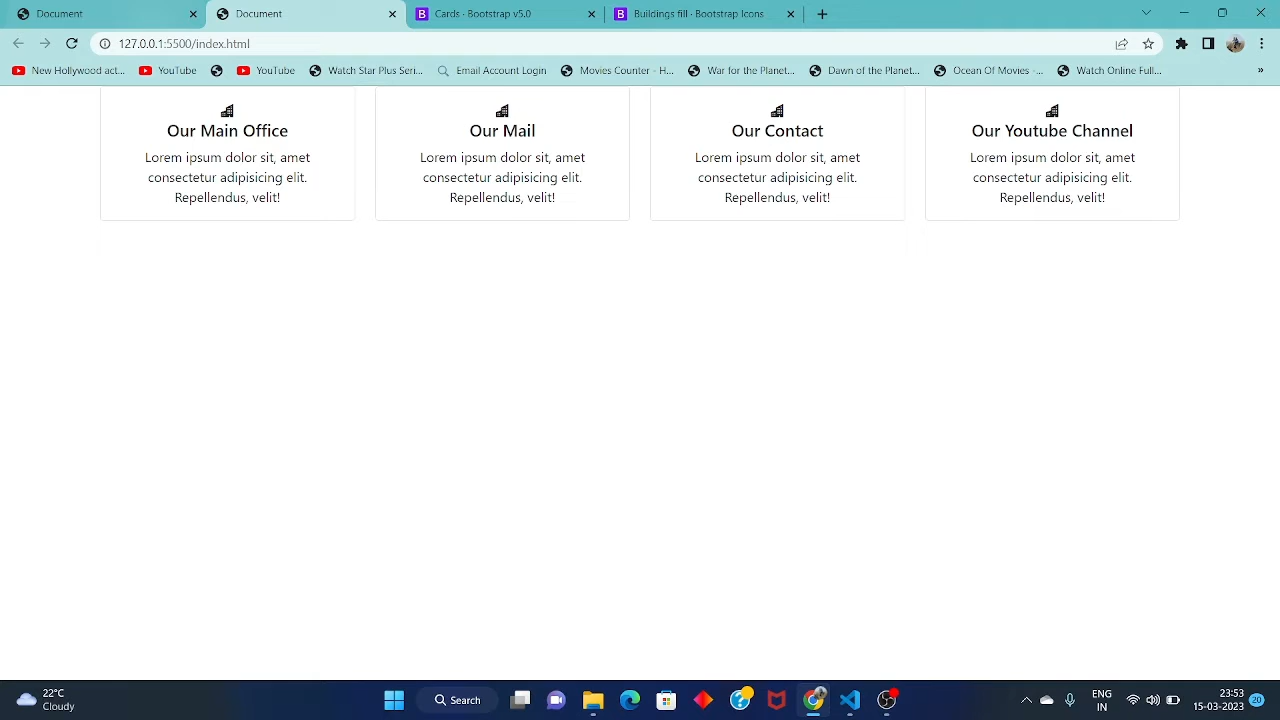 Document
Document
Cards · Bootstrap v5.0
Buildings fill · Bootstrap Icons
127.0.0.1:5500/index.html
New Hollywood act...
YouTube
YouTube
Watch Star Plus Seri...
Email Account Login
Movies Counter - H...
War for the Planet...
Dawn of the Planet...
Ocean Of Movies -...
Watch Online Full...
»
Our Main Office
Lorem ipsum dolor sit, amet
consectetur adipisicing elit.
Repellendus, velit!
Our Mail
Lorem ipsum dolor sit, amet
consectetur adipisicing elit.
Repellendus, velit!
Our Contact
Lorem ipsum dolor sit, amet
consectetur adipisicing elit.
Repellendus, velit!
Our Youtube Channel
Lorem ipsum dolor sit, amet
consectetur adipisicing elit.
Repellendus, velit!
22°C
Cloudy
Search
ENG
IN
23:53
15-03-2023
20